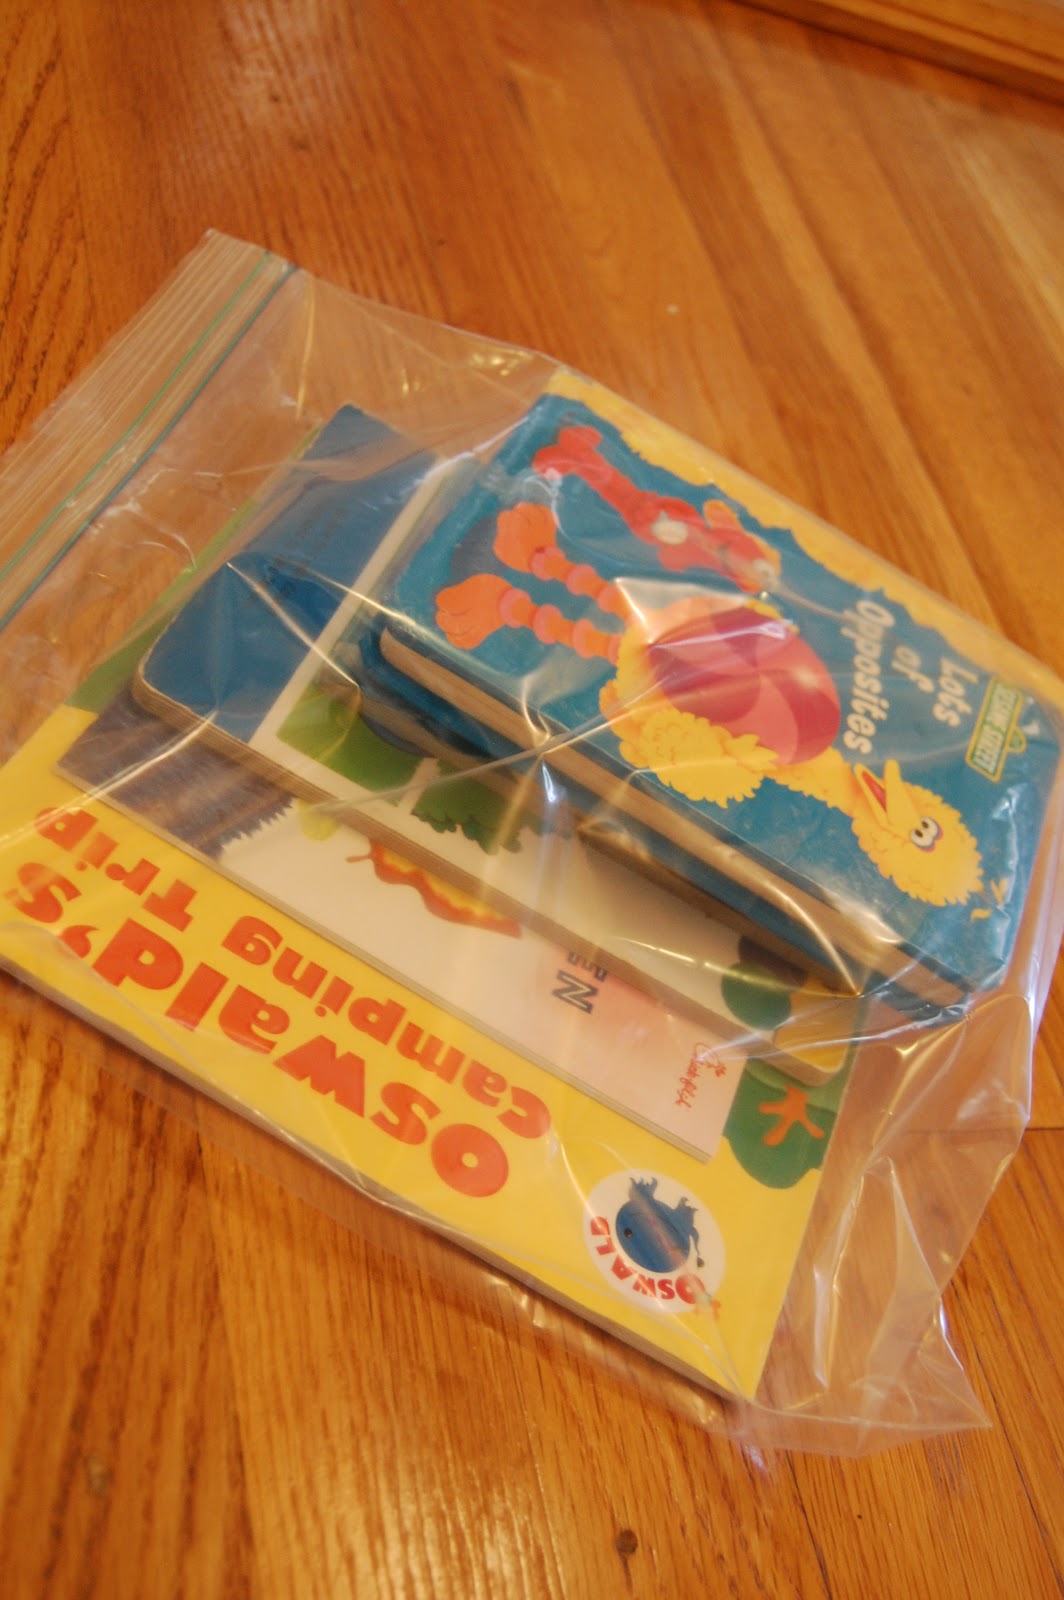 SESAME STREET
Lots
of
Opposites
Oswald's
Camping Trip
OSWALD